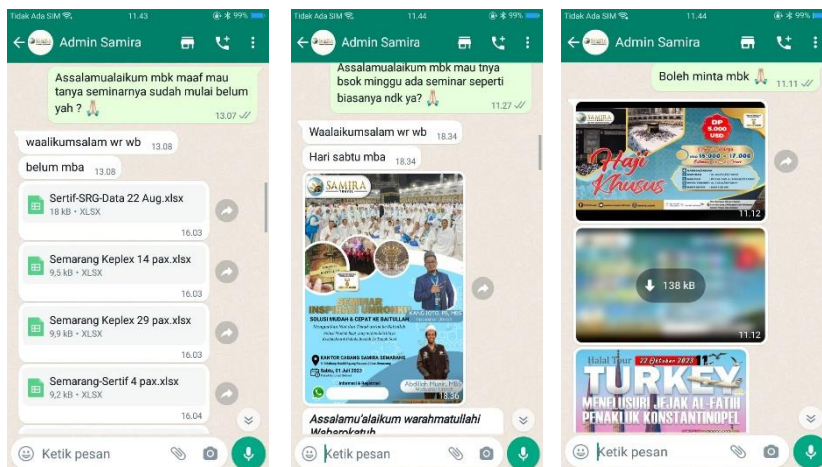 Tidak Ada SIM
11.43
99%
Admin Samira
Assalamualaikum mbk maaf mau
tanya seminarnya sudah mulai belum
yah ?
13.07
waalikumsalam wr wb 13.08
belum mba 13.08
Sertif-SRG-Data 22 Aug.xlsx
18 kB • XLSX
16.03
Semarang Keplex 14 pax.xlsx
9,5 kB • XLSX
16.03
Semarang Keplex 29 pax.xlsx
9,9 kB • XLSX
16.03
Semarang-Sertif 4 pax.xlsx
9,2 kB • XLSX
16.04
Ketik pesan
Tidak Ada SIM
11.44
99%
Admin Samira
Assalamualaikum mbk mau tnya
bsok minggu ada seminar seperti
biasanya ndk ya?
11.27
Waalaikumsalam wr wb 18.34
Hari sabtu mba 18.34
SAMIRA
SEMINAR
INSPIRASI UMROH
SOLUSI MUDAH & CEPAT KE BAITULLAH
KANTOR CABANG SAMIRA SEMARANG
Sabtu, 01 Juli 2023
Informasi & Registrasi
18.36
Assalamu'alaikum warahmatullahi
Wabarokatuh
Ketik pesan
Tidak Ada SIM
11.44
99%
Admin Samira
Boleh minta mbk
11.11
SAMIRA
DP
5.000
USD
Haji
Khusus
11.12
138 kB
11.12
Halal Tour 22 Oktober 2023
TURKEY
MENELUSURI JEJAK AL-FATIH
PENAKLUK KONSTANTINOPEL
Ketik pesan